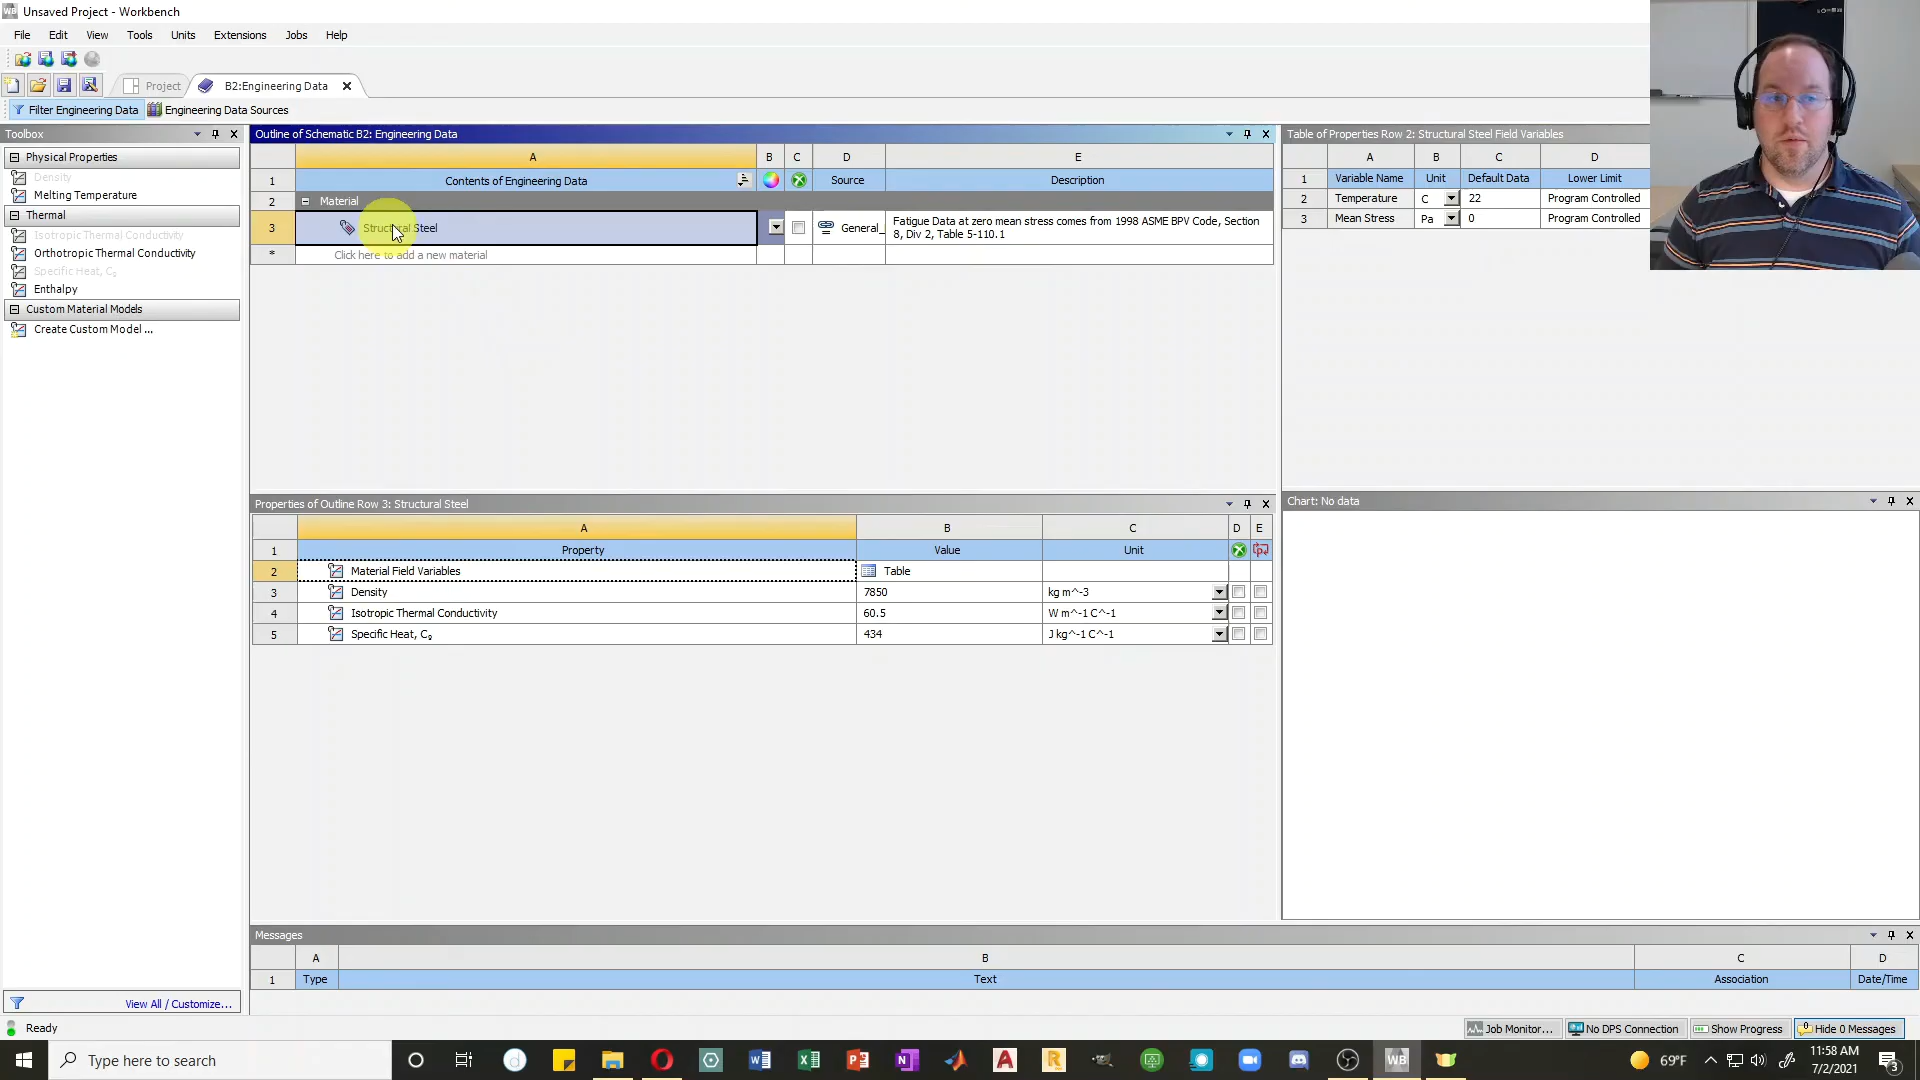 Unsaved Project - Workbench
File Edit View Tools Units Extensions Jobs Help
Project B2:Engineering Data
Filter Engineering Data Engineering Data Sources
Toolbox
Physical Properties
Density
Melting Temperature
Thermal
Isotropic Thermal Conductivity
Orthotropic Thermal Conductivity
Specific Heat, Cₚ
Enthalpy
Custom Material Models
Create Custom Model ...
View All / Customize...
Outline of Schematic B2: Engineering Data
A B C D E
1 Contents of Engineering Data Source Description
2 Material
3 Structural Steel General_ Fatigue Data at zero mean stress comes from 1998 ASME BPV Code, Section
8, Div 2, Table 5-110.1
* Click here to add a new material
Table of Properties Row 2: Structural Steel Field Variables
A B C D
1 Variable Name Unit Default Data Lower Limit
2 Temperature C 22 Program Controlled
3 Mean Stress Pa 0 Program Controlled
Properties of Outline Row 3: Structural Steel
A B C D E
1 Property Value Unit
2 Material Field Variables Table
3 Density 7850 kg m^-3
4 Isotropic Thermal Conductivity 60.5 W m^-1 C^-1
5 Specific Heat, Cₚ 434 J kg^-1 C^-1
Chart: No data
Messages
A B C D
1 Type Text Association Date/Time
Ready
Job Monitor... No DPS Connection Show Progress Hide 0 Messages
Type here to search
69°F
11:58 AM
7/2/2021
3